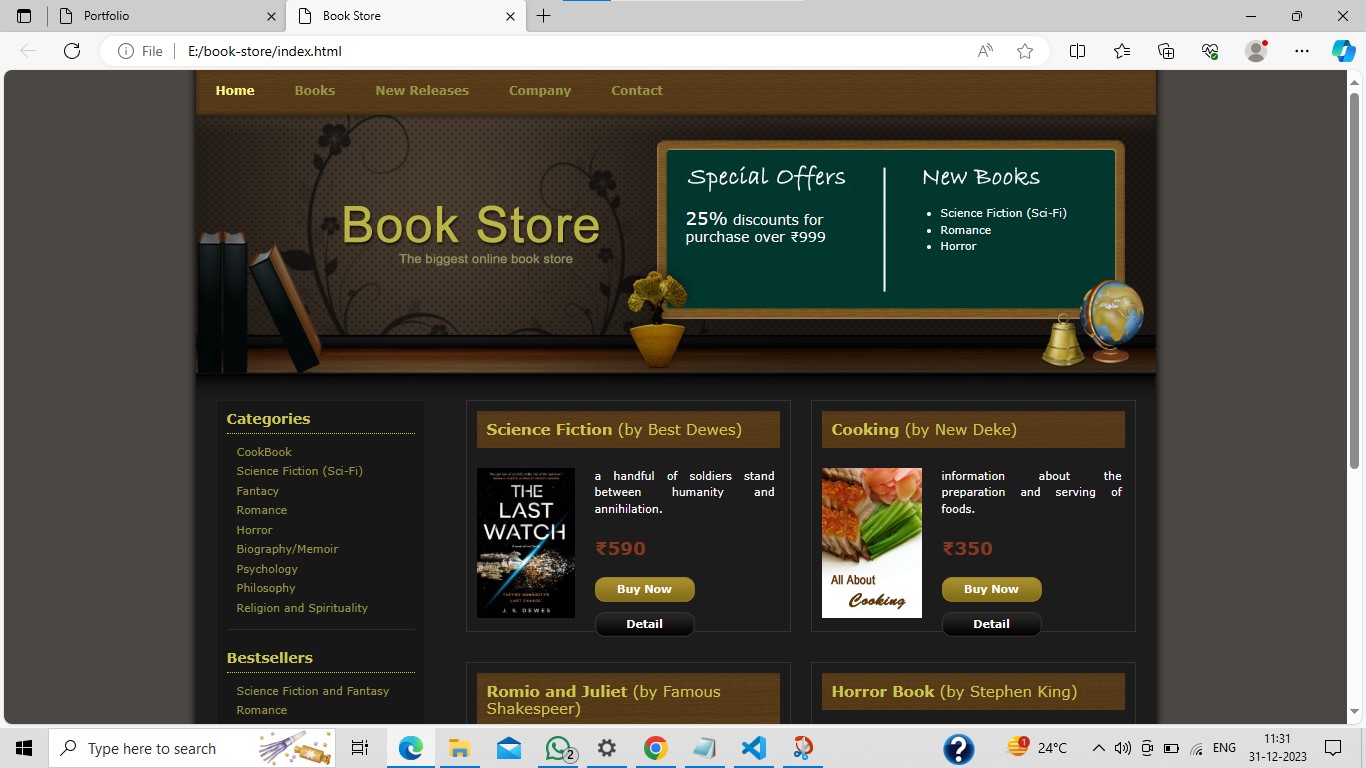 Portfolio
Book Store
File
E:/book-store/index.html
Home Books New Releases Company Contact
Book Store
The biggest online book store
Special Offers
25% discounts for
purchase over ₹999
New Books
Science Fiction (Sci-Fi)
Romance
Horror
Categories
CookBook
Science Fiction (Sci-Fi)
Fantacy
Romance
Horror
Biography/Memoir
Psychology
Philosophy
Religion and Spirituality
Bestsellers
Science Fiction and Fantasy
Romance
Science Fiction (by Best Dewes)
THE
LAST
WATCH
J. S. DEWES
a handful of soldiers stand
between humanity and
annihilation.
₹590
Buy Now
Detail
Cooking (by New Deke)
All About
Cooking
information about the
preparation and serving of
foods.
₹350
Buy Now
Detail
Romio and Juliet (by Famous
Shakespeer)
Horror Book (by Stephen King)
Type here to search
2
1
24°C
ENG
11:31
31-12-2023